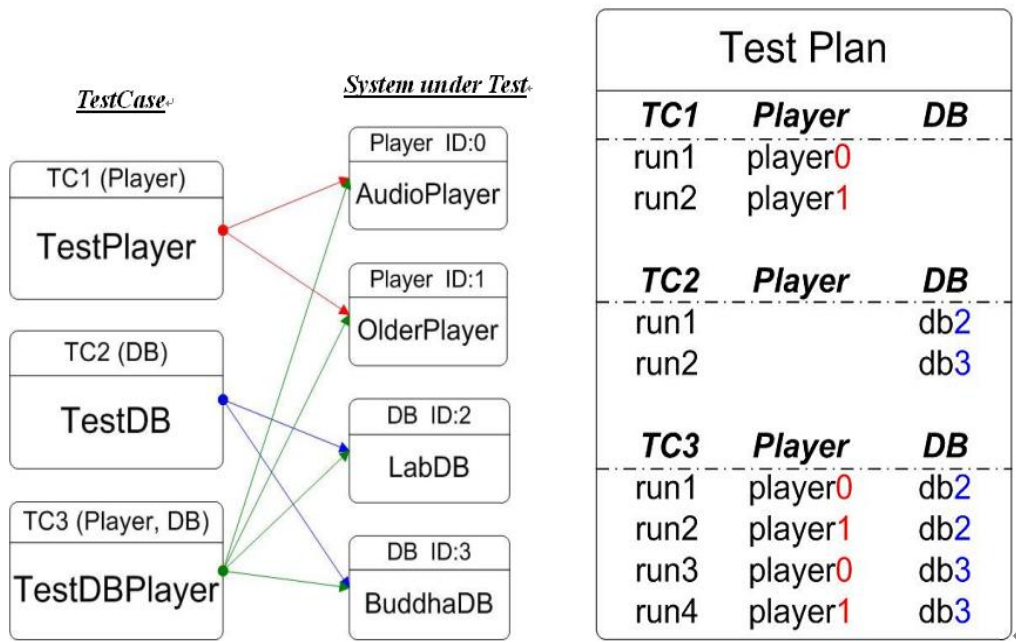 TestCase
System under Test
TC1 (Player)
TestPlayer
TC2 (DB)
TestDB
TC3 (Player, DB)
TestDBPlayer
Player ID:0
AudioPlayer
Player ID:1
OlderPlayer
DB ID:2
LabDB
DB ID:3
BuddhaDB
Test Plan
TC1 Player DB
run1 player0
run2 player1
TC2 Player DB
run1 db2
run2 db3
TC3 Player DB
run1 player0 db2
run2 player1 db2
run3 player0 db3
run4 player1 db3